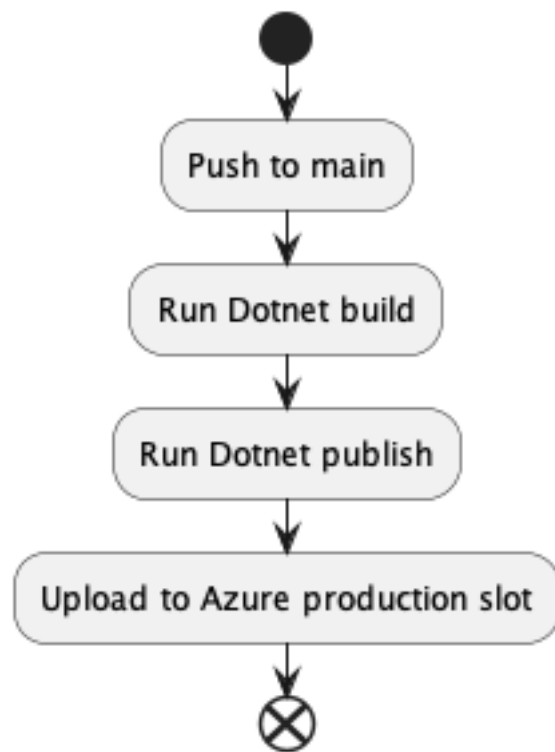 Push to main
Run Dotnet build
Run Dotnet publish
Upload to Azure production slot